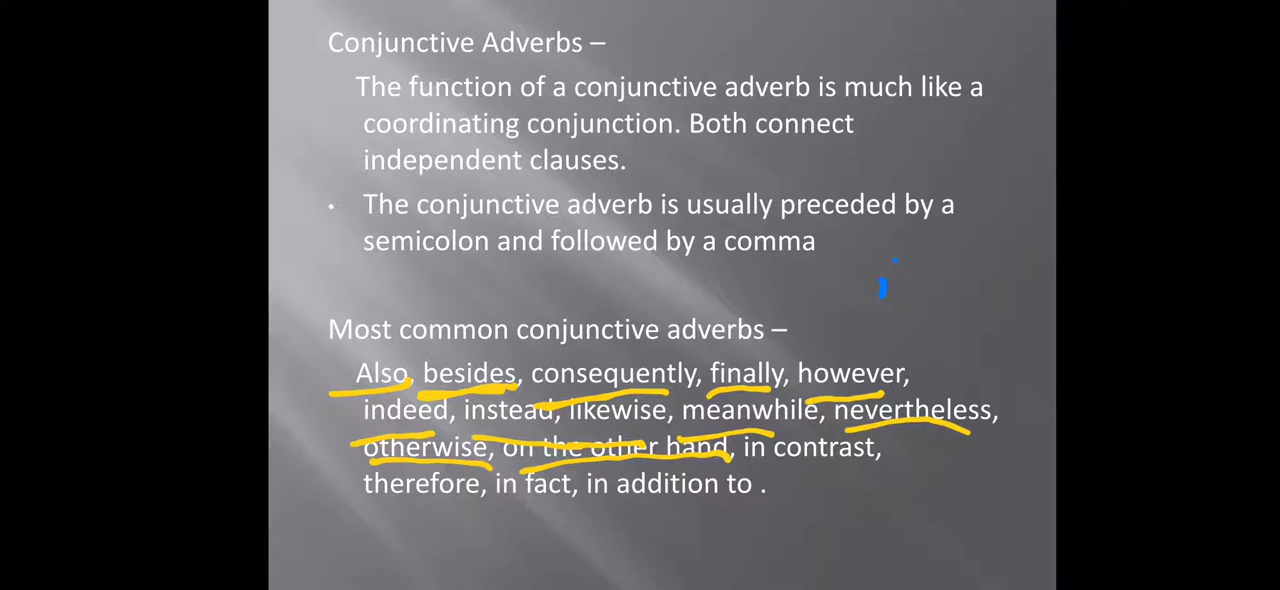 Conjunctive Adverbs –
The function of a conjunctive adverb is much like a
coordinating conjunction. Both connect
independent clauses.
• The conjunctive adverb is usually preceded by a
semicolon and followed by a comma
;
Most common conjunctive adverbs –
Also, besides, consequently, finally, however,
indeed, instead, likewise, meanwhile, nevertheless,
otherwise, on the other hand, in contrast,
therefore, in fact, in addition to .